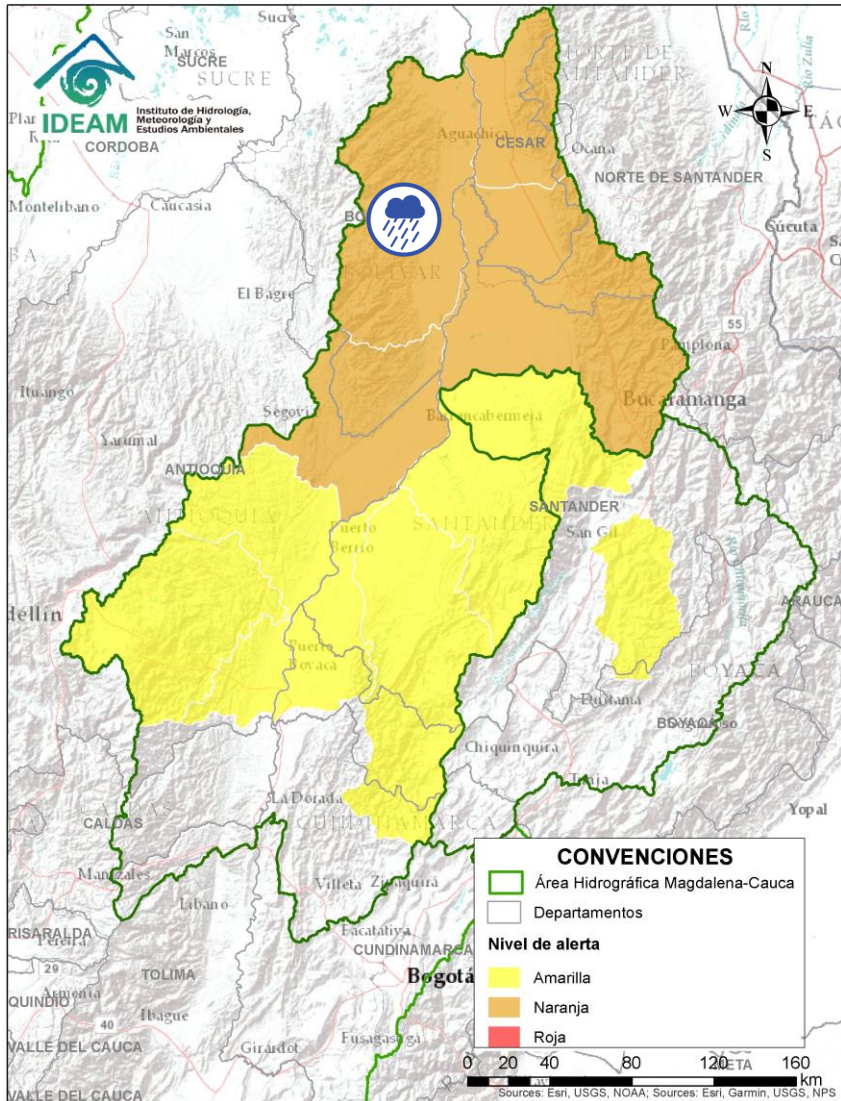 IDEAM
Instituto de Hidrología,
Meteorología y
Estudios Ambientales
Sucre
San
Marcos
SUCRE
SUCRE
CORDOBA
Montelibano
Caucasia
El Bagre
Ituango
Yarumal
Segovia
ANTIOQUIA
ANTIOQUIA
Aguachica
CESAR
Ocana
NORTE DE
SANTANDER
NORTE DE SANTANDER
N
W
E
S
Río Zulia
Cúcuta
55
BOLIVAR
Pamplona
Bucaramanga
Barrancabermeja
SANTANDER
SANTANDER
San Gil
Puerto
Berrio
Puerto
Boyacá
ARAUCA
BOYACA
BOYACA
Duitama
Sogamoso
Chiquinquira
Tunja
Yopal
La Dorada
CUNDINAMARCA
CALDAS
CALDAS
Manizales
Villeta
Zipaquirá
Libano
Facatativa
CUNDINAMARCA
RISARALDA
Pereira
29
TOLIMA
Bogotá
QUINDIO
Armenia
Ibague
40
VALLE DEL CAUCA
Girardot
Fusagasuga
VALLE DEL CAUCA
META
CONVENCIONES
Área Hidrográfica Magdalena-Cauca
Departamentos
Nivel de alerta
Amarilla
Naranja
Roja
0 20 40 80 120 160
km
Sources: Esri, USGS, NOAA; Sources: Esri, Garmin, USGS, NPS